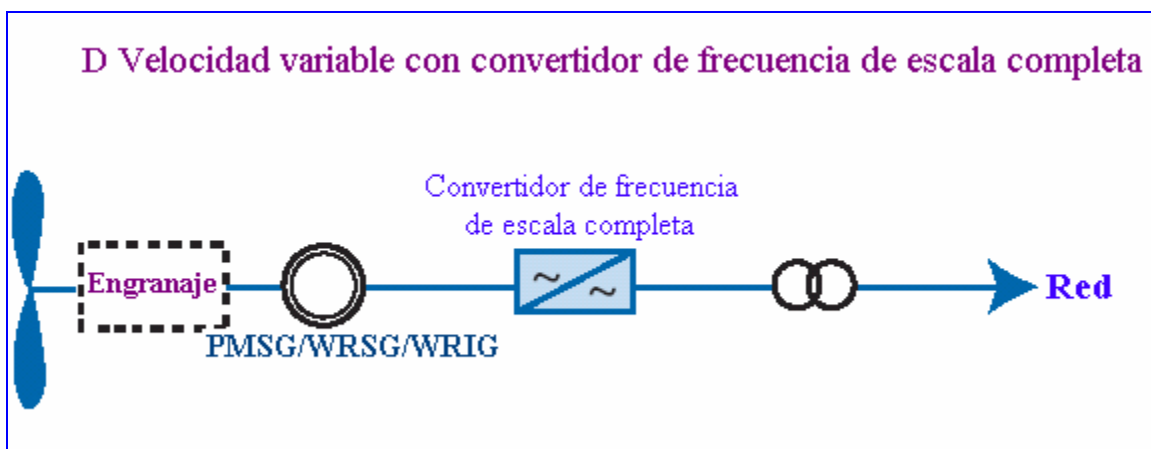 D Velocidad variable con convertidor de frecuencia de escala completa
Convertidor de frecuencia
de escala completa
Engranaje
Red
PMSG/WRSG/WRIG